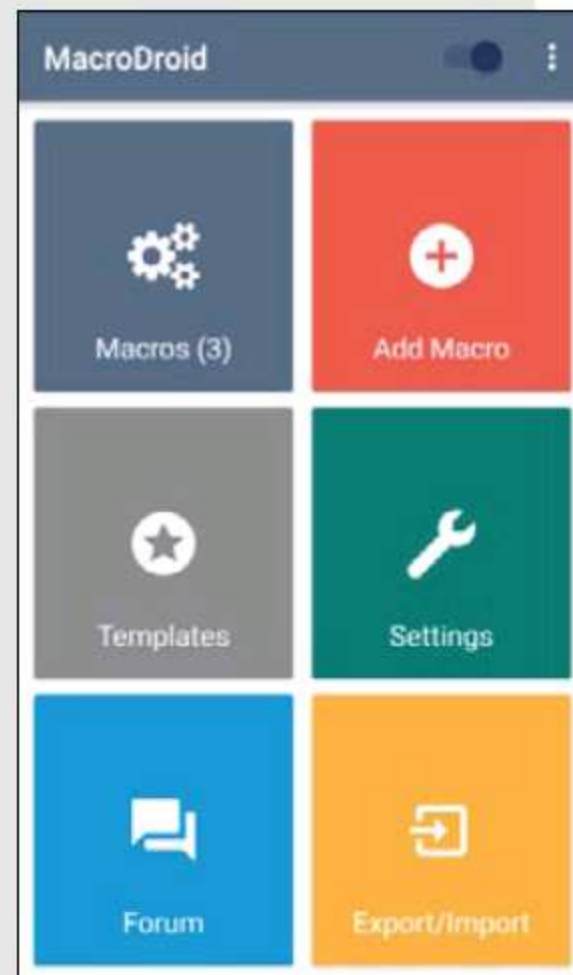 MacroDroid
Macros (3)
Add Macro
Templates
Settings
Forum
Export/Import